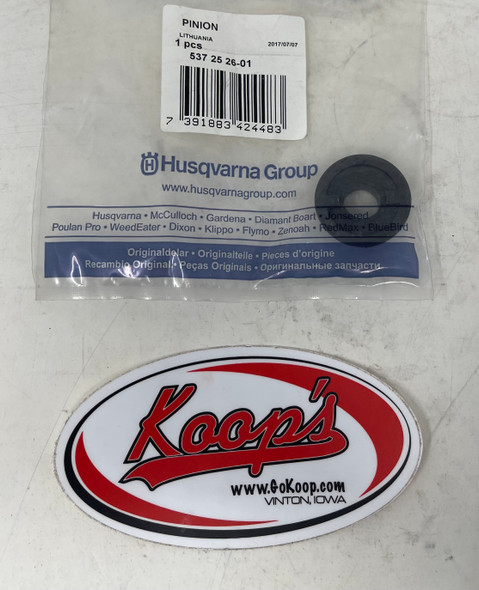 PINION
LITHUANIA
1 pcs
2017/07/07
537 25 26-01
7 391883 424483
Husqvarna Group
www.husqvarnagroup.com
Husqvarna • McCulloch • Gardena • Diamant Boart • Jonsered
Poulan Pro • WeedEater • Dixon • Klippo • Flymo • Zenoah • RedMax • BlueBird
Originaldelar • Originalteile • Pieces d'origine
Recambio Original • Peças Originais • Оригинальные запчасти
Koop's
www.GoKoop.com
VINTON, IOWA